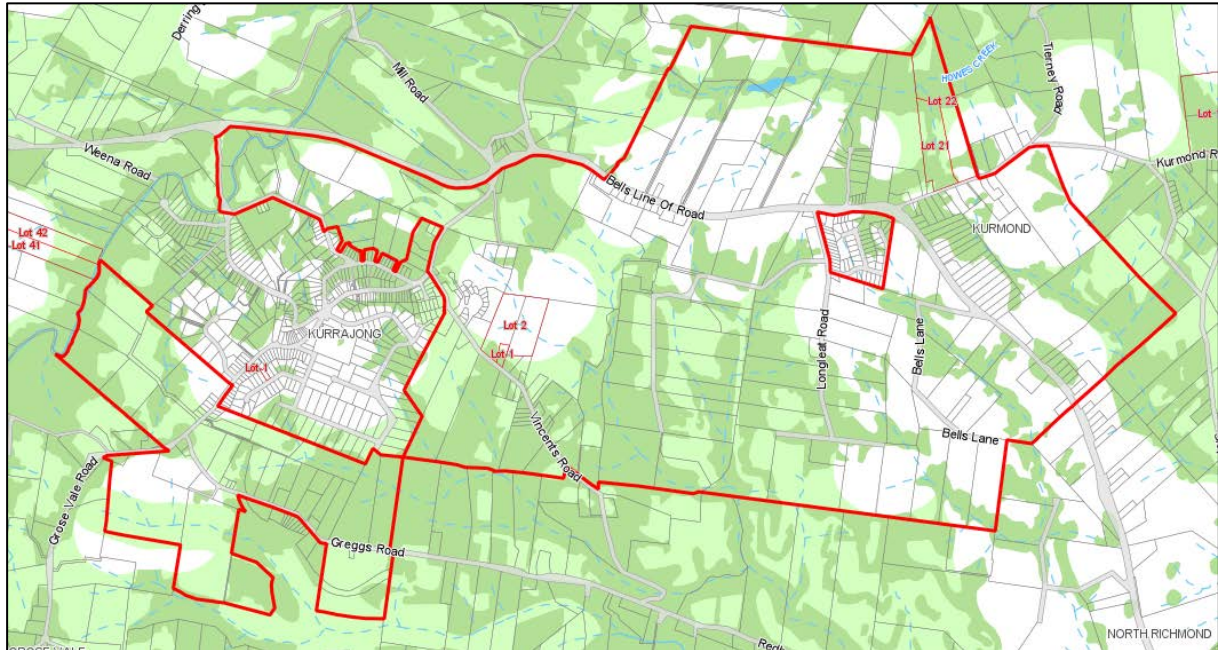 Mill Road
HOWES CREEK
Tierney Road
Lot 22
Lot
Weena Road
Lot 21
Kurmond R
Bells Line Of Road
Lot 42
Lot 41
KURMOND
Lot 2
KURRAJONG
Lot 1
Lot 1
Longleat Road
Bells Lane
Vincents Road
Bells Lane
Grose Vale Road
Greggs Road
NORTH RICHMOND